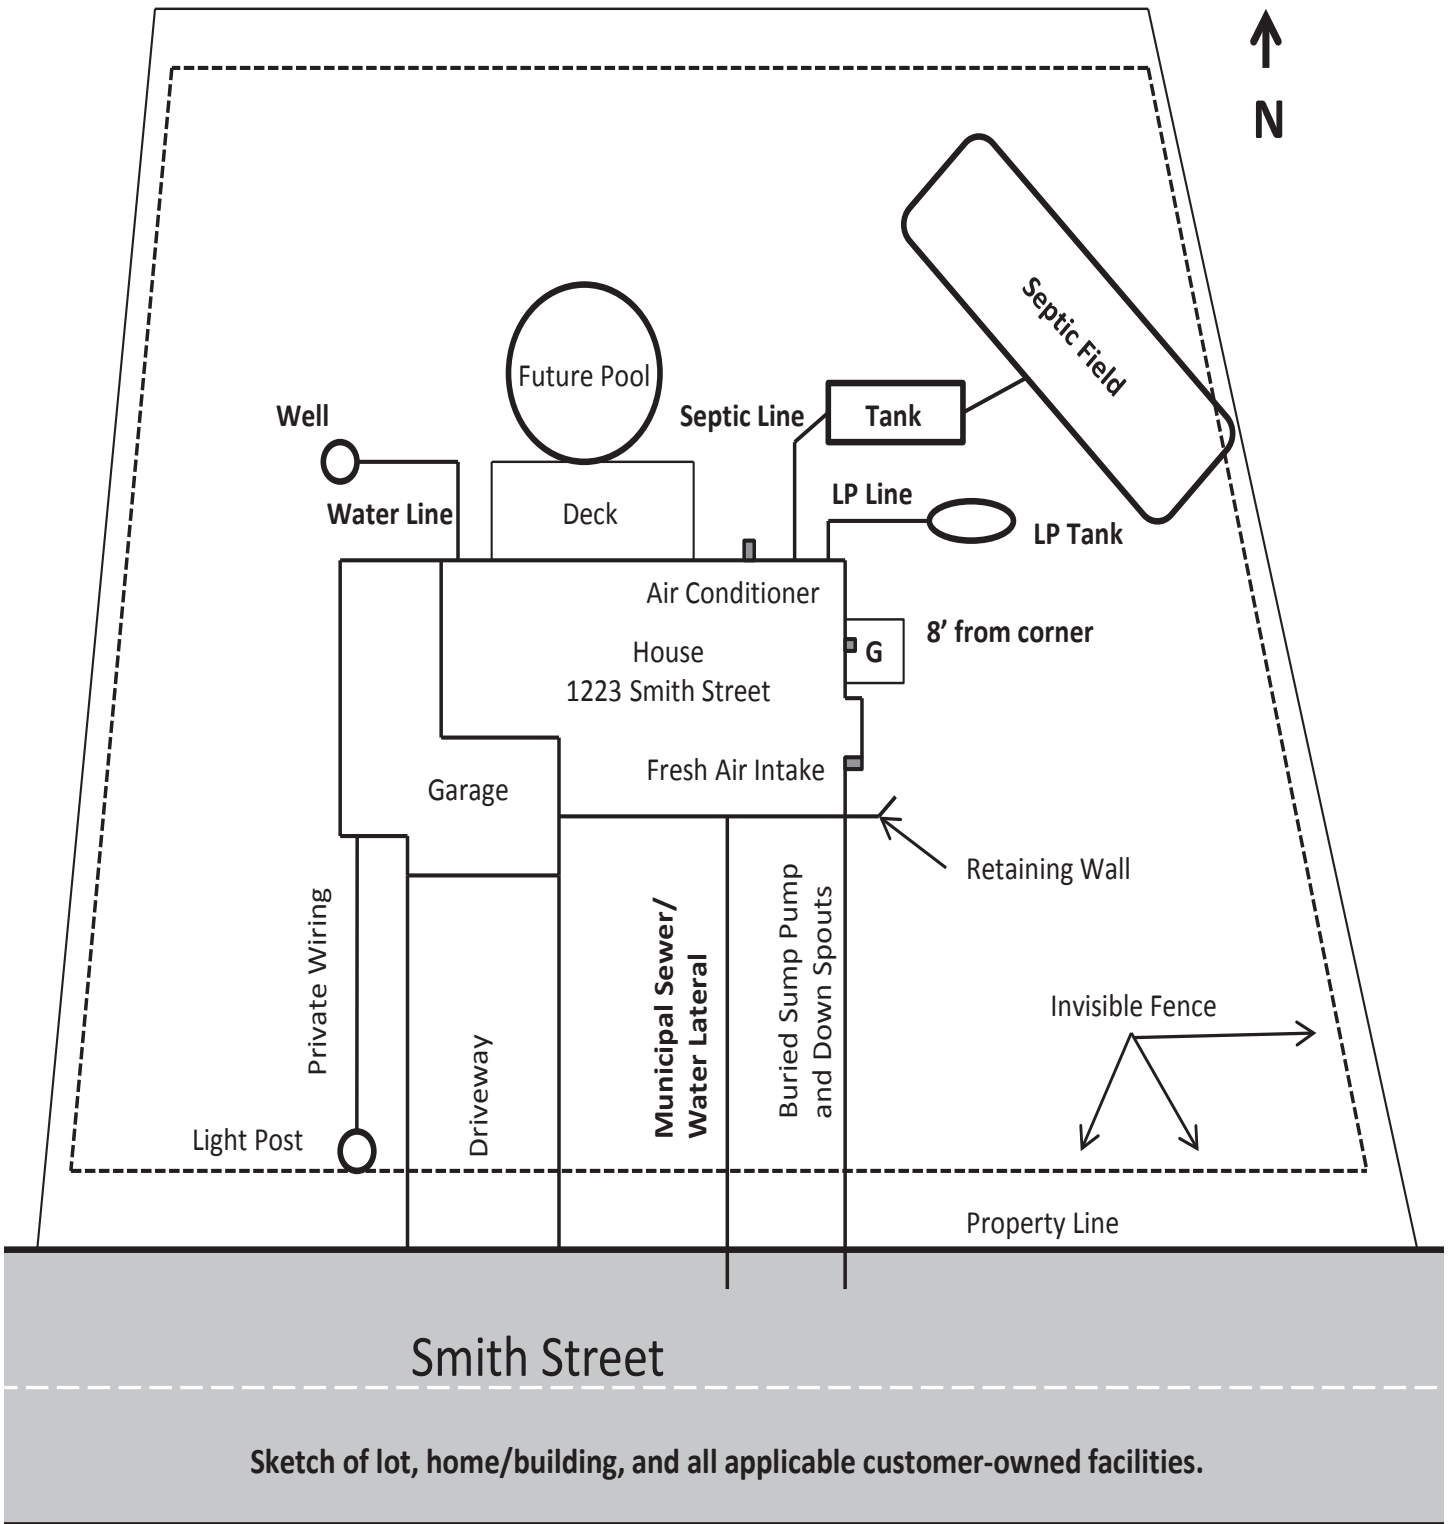 N
Septic Field
Future Pool
Well
Septic Line
Tank
Water Line
Deck
LP Line
LP Tank
Air Conditioner
8’ from corner
House
1223 Smith Street
G
Fresh Air Intake
Garage
Retaining Wall
Private Wiring
Driveway
Municipal Sewer/
Water Lateral
Buried Sump Pump
and Down Spouts
Invisible Fence
Light Post
Property Line
Smith Street
Sketch of lot, home/building, and all applicable customer-owned facilities.